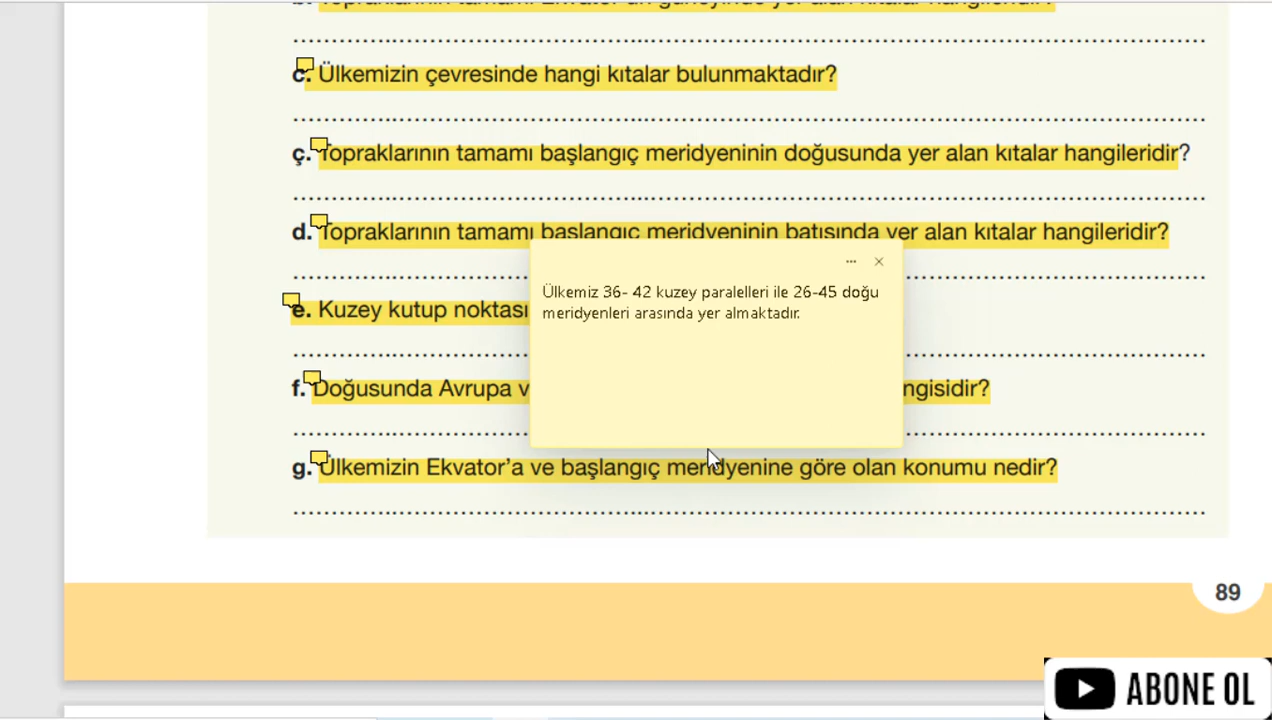 c. Ülkemizin çevresinde hangi kıtalar bulunmaktadır?
ç. Topraklarının tamamı başlangıç meridyeninin doğusunda yer alan kıtalar hangileridir?
d. Topraklarının tamamı başlangıç meridyeninin batısında yer alan kıtalar hangileridir?
Ülkemiz 36- 42 kuzey paralelleri ile 26-45 doğu
meridyenleri arasında yer almaktadır.
e. Kuzey kutup noktası
f. Doğusunda Avrupa
g. Ülkemizin Ekvator’a ve başlangıç meridyenine göre olan konumu nedir?
89
ABONE OL